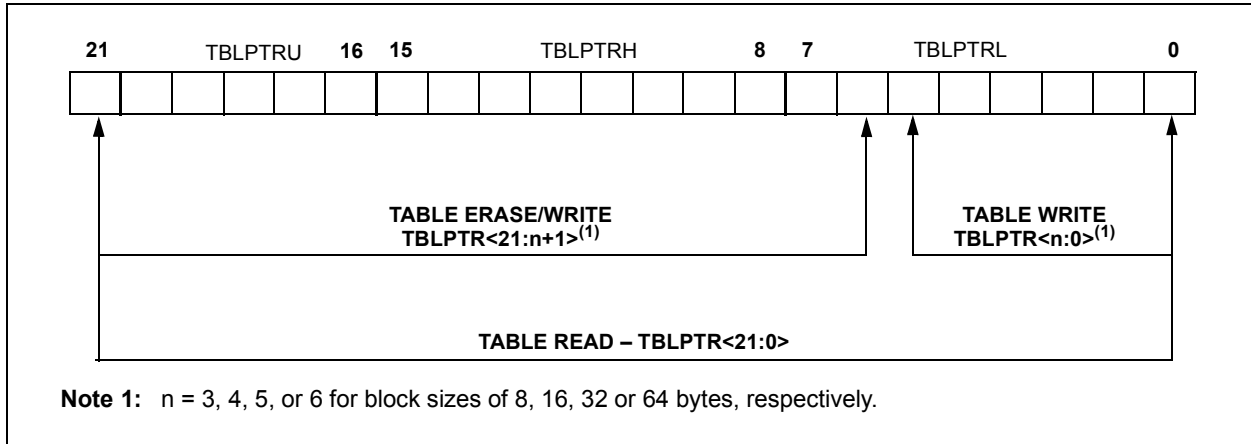 21 TBLPTRU 16 15 TBLPTRH 8 7 TBLPTRL 0
TABLE ERASE/WRITE
TBLPTR<21:n+1>(1)
TABLE WRITE
TBLPTR<n:0>(1)
TABLE READ – TBLPTR<21:0>
Note 1: n = 3, 4, 5, or 6 for block sizes of 8, 16, 32 or 64 bytes, respectively.